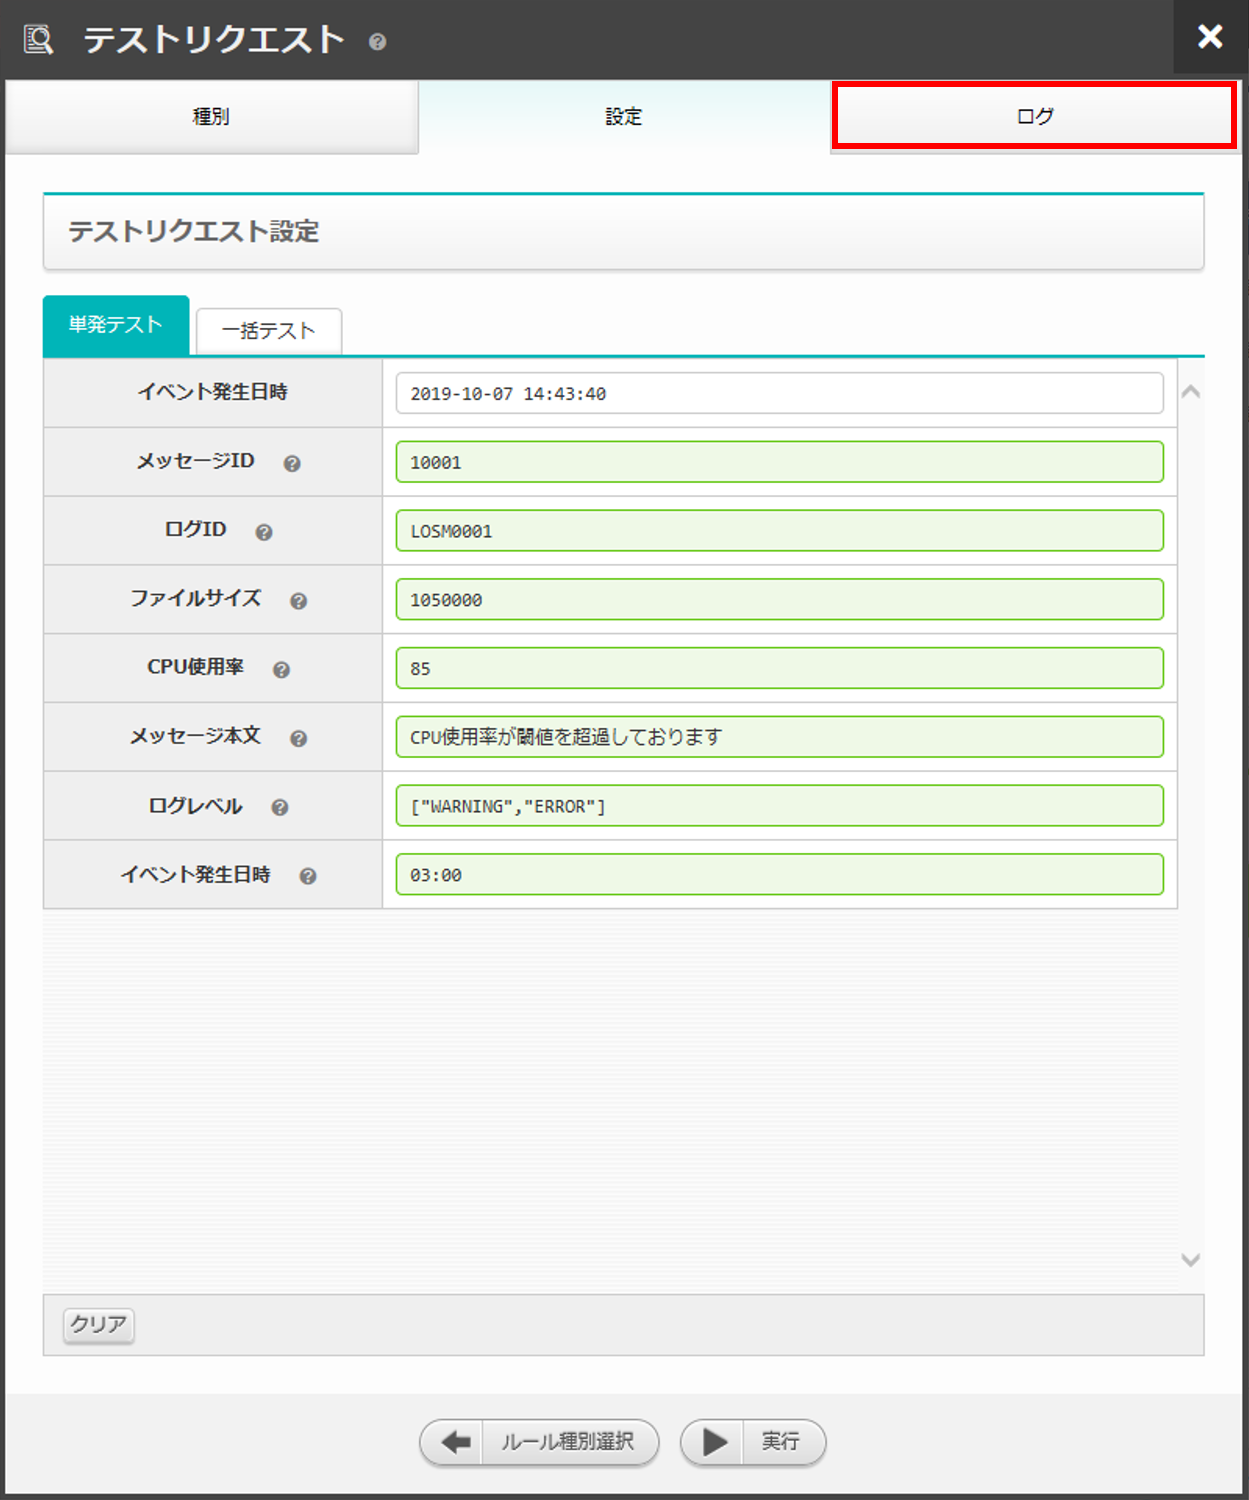 テストリクエスト
種別 設定 ログ
テストリクエスト設定
単発テスト 一括テスト
イベント発生日時 2019-10-07 14:43:40
メッセージID 10001
ログID LOSM0001
ファイルサイズ 1050000
CPU使用率 85
メッセージ本文 CPU使用率が閾値を超過しております
ログレベル ["WARNING","ERROR"]
イベント発生日時 03:00
クリア
ルール種別選択 実行